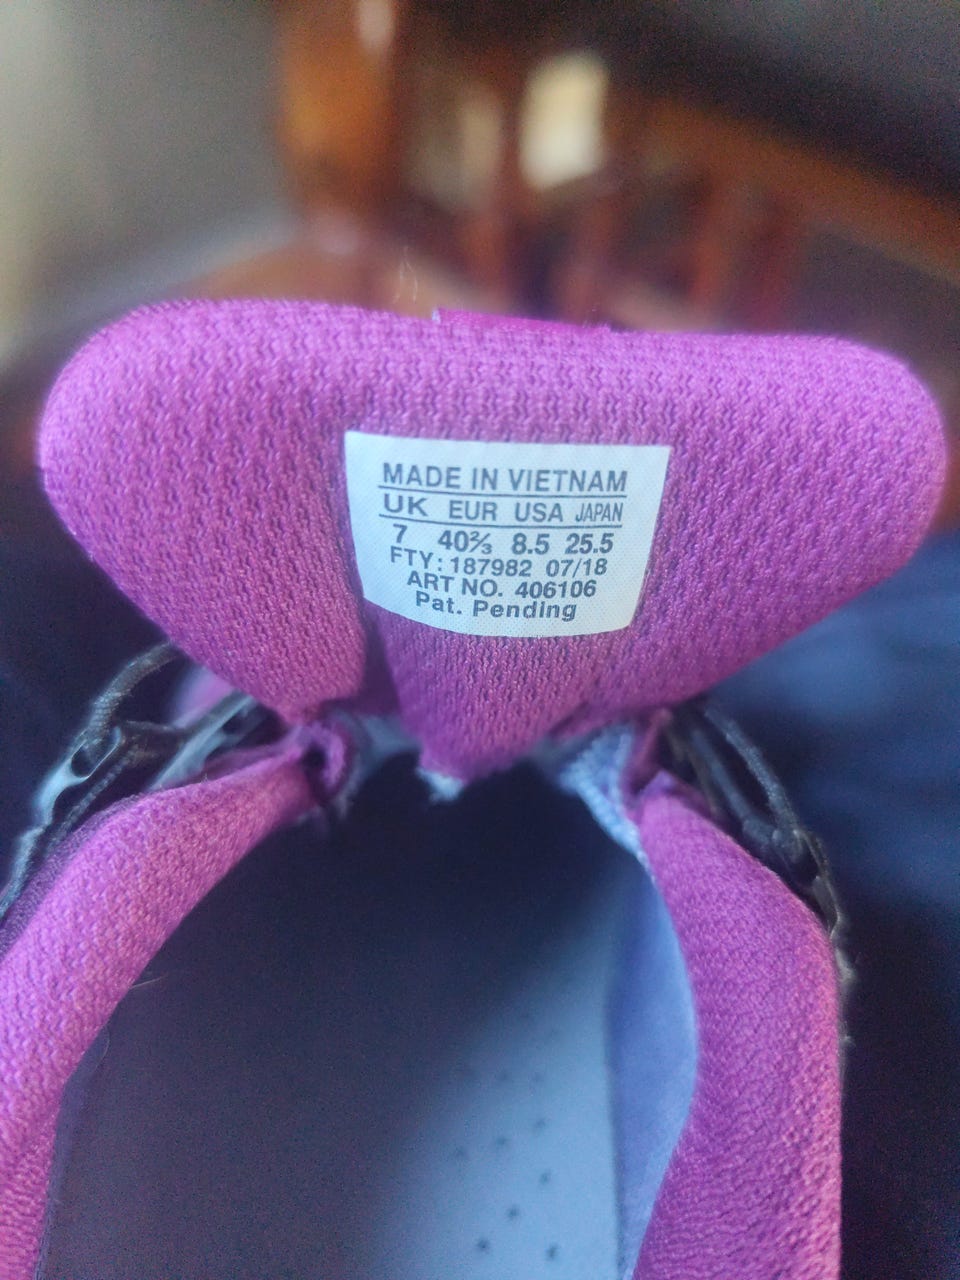 MADE IN VIETNAM
UK EUR USA JAPAN
7 40⅔ 8.5 25.5
FTY: 187982 07/18
ART NO. 406106
Pat. Pending